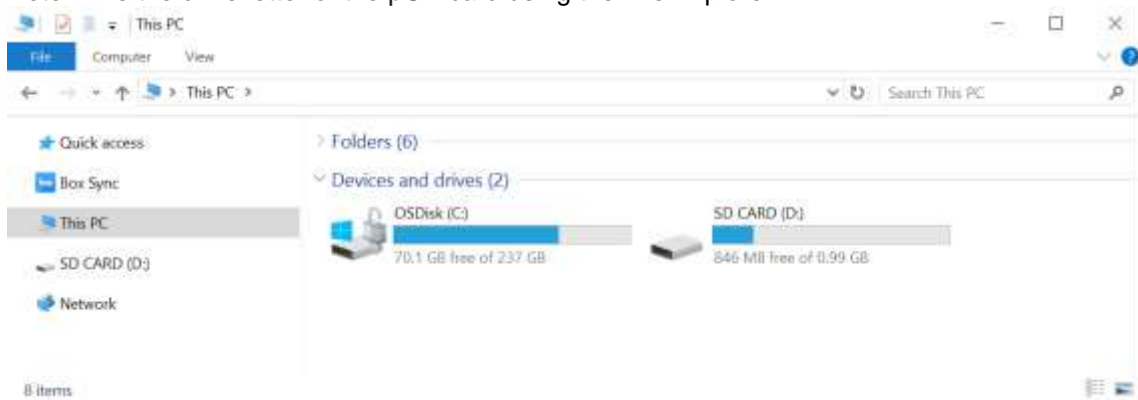 This PC
File Computer View
This PC
Search This PC
Quick access
Box Sync
This PC
SD CARD (D:)
Network
Folders (6)
Devices and drives (2)
OSDisk (C:)
70.1 GB free of 237 GB
SD CARD (D:)
846 MB free of 0.99 GB
8 items